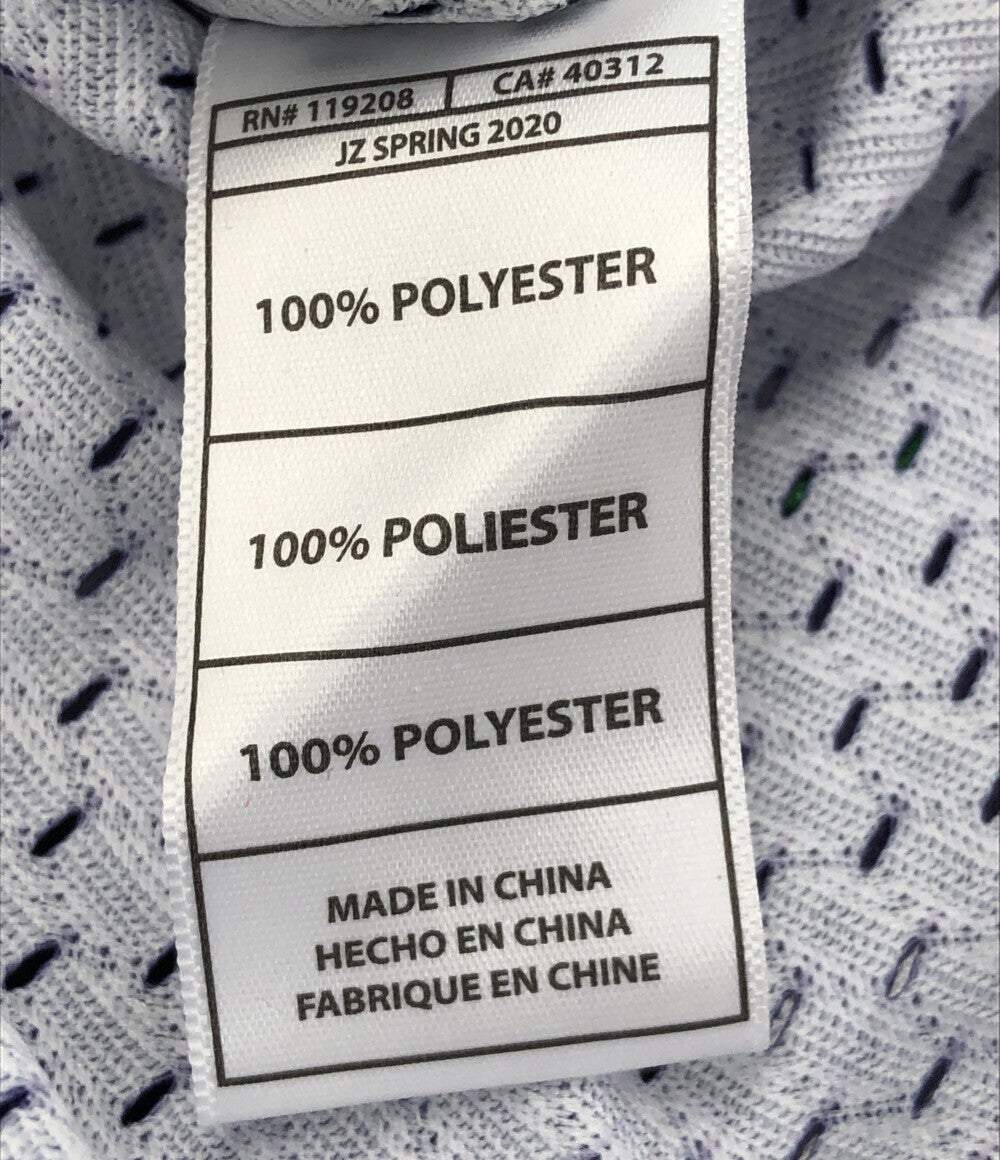 RN# 119208 CA# 40312
JZ SPRING 2020
100% POLYESTER
100% POLIESTER
100% POLYESTER
MADE IN CHINA
HECHO EN CHINA
FABRIQUE EN CHINE